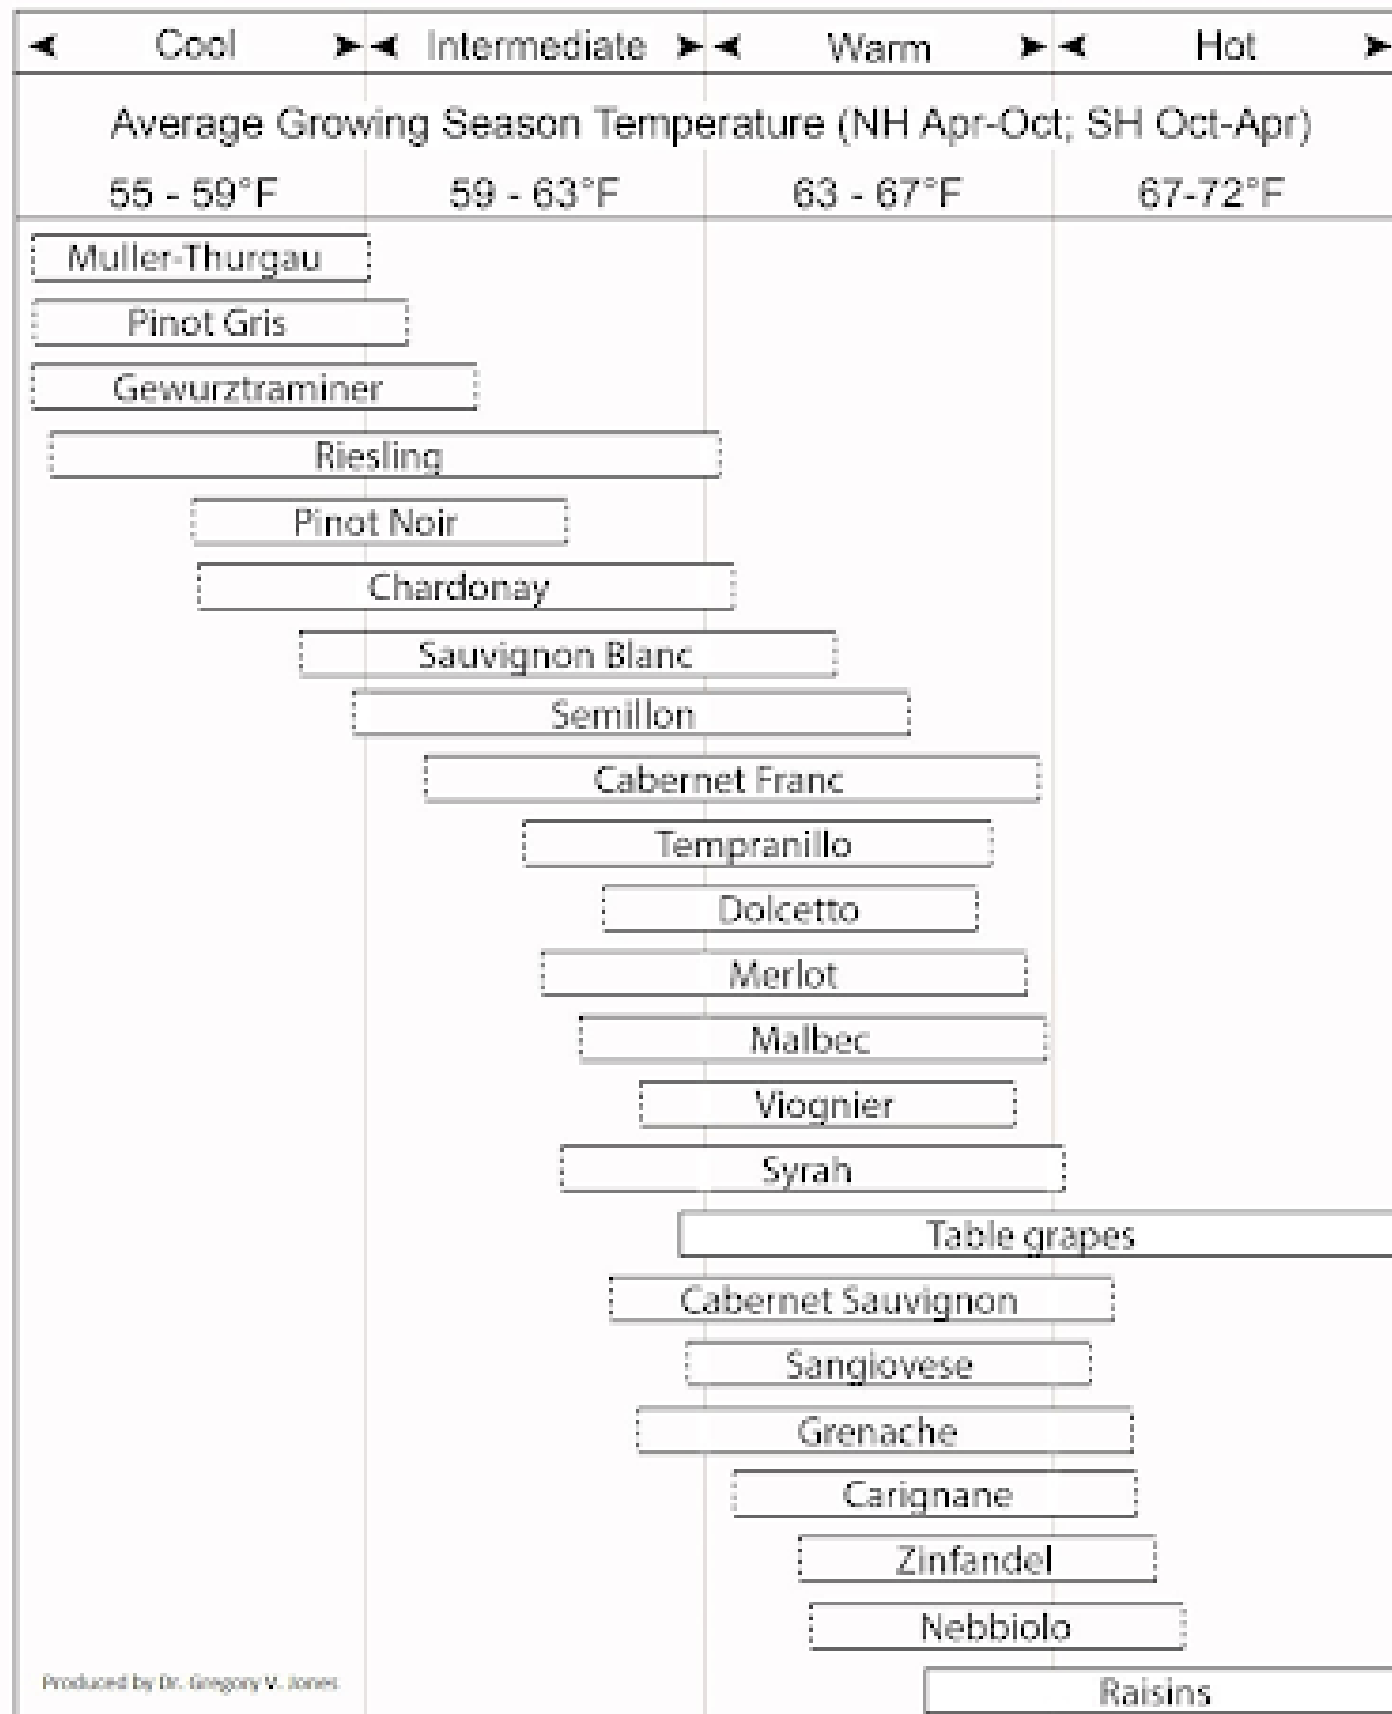 Cool Intermediate Warm Hot
Average Growing Season Temperature (NH Apr-Oct; SH Oct-Apr)
55 - 59°F 59 - 63°F 63 - 67°F 67-72°F
Muller-Thurgau
Pinot Gris
Gewurztraminer
Riesling
Pinot Noir
Chardonay
Sauvignon Blanc
Semillon
Cabernet Franc
Tempranillo
Dolcetto
Merlot
Malbec
Viognier
Syrah
Table grapes
Cabernet Sauvignon
Sangiovese
Grenache
Carignane
Zinfandel
Nebbiolo
Produced by Dr. Gregory V. Jones
Raisins